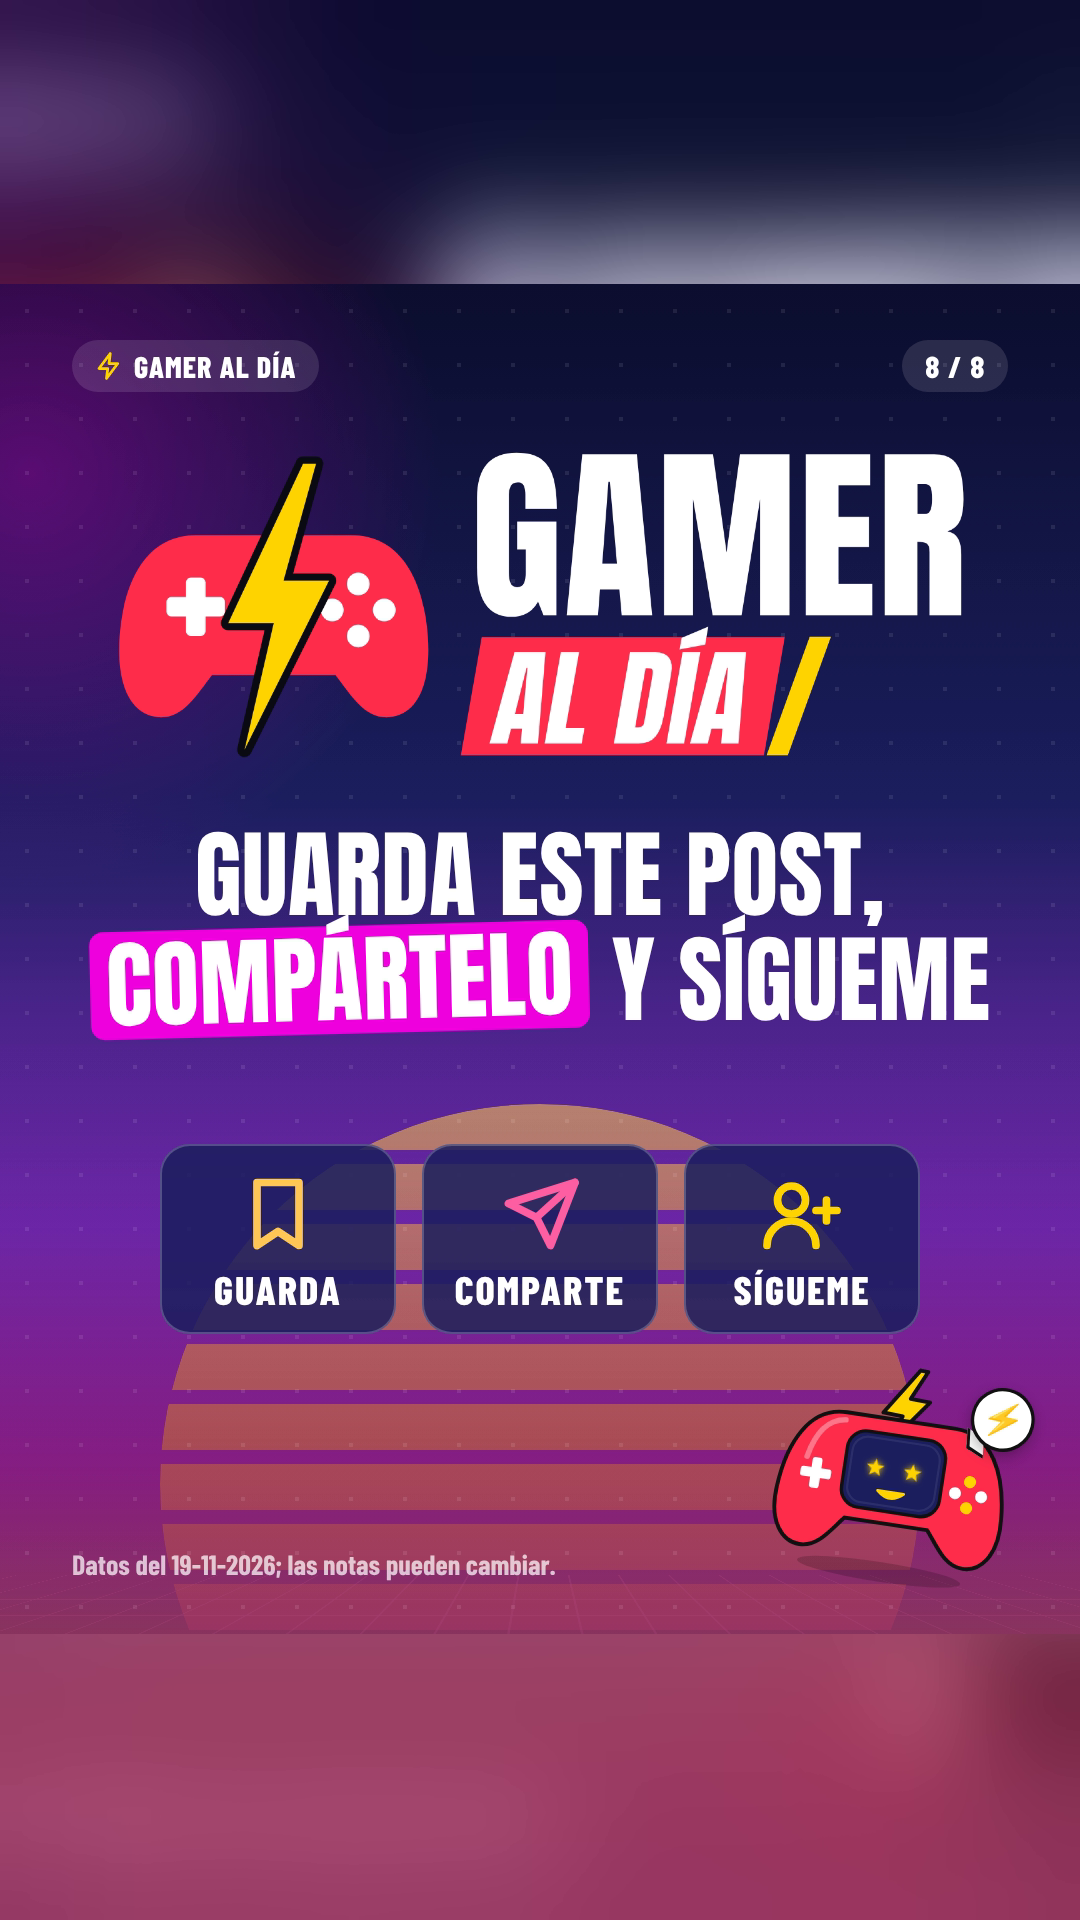 GAMER AL DÍA
8 / 8
GAMER
AL DÍA
GUARDA ESTE POST,
COMPÁRTELO Y SÍGUEME
GUARDA
COMPARTE
SÍGUEME
Datos del 19-11-2026; las notas pueden cambiar.